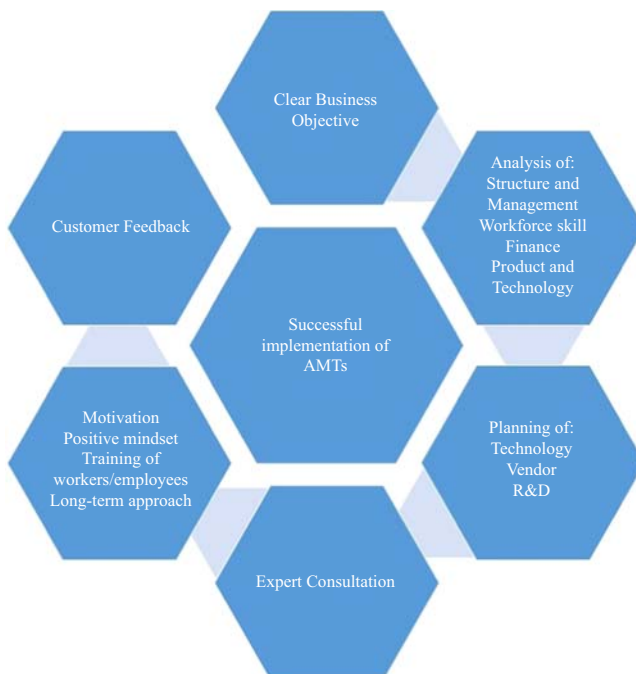 Clear Business
Objective
Analysis of:
Structure and
Management
Workforce skill
Finance
Product and
Technology
Customer Feedback
Successful
implementation of
AMTs
Motivation
Positive mindset
Training of
workers/employees
Long-term approach
Planning of:
Technology
Vendor
R&D
Expert Consultation